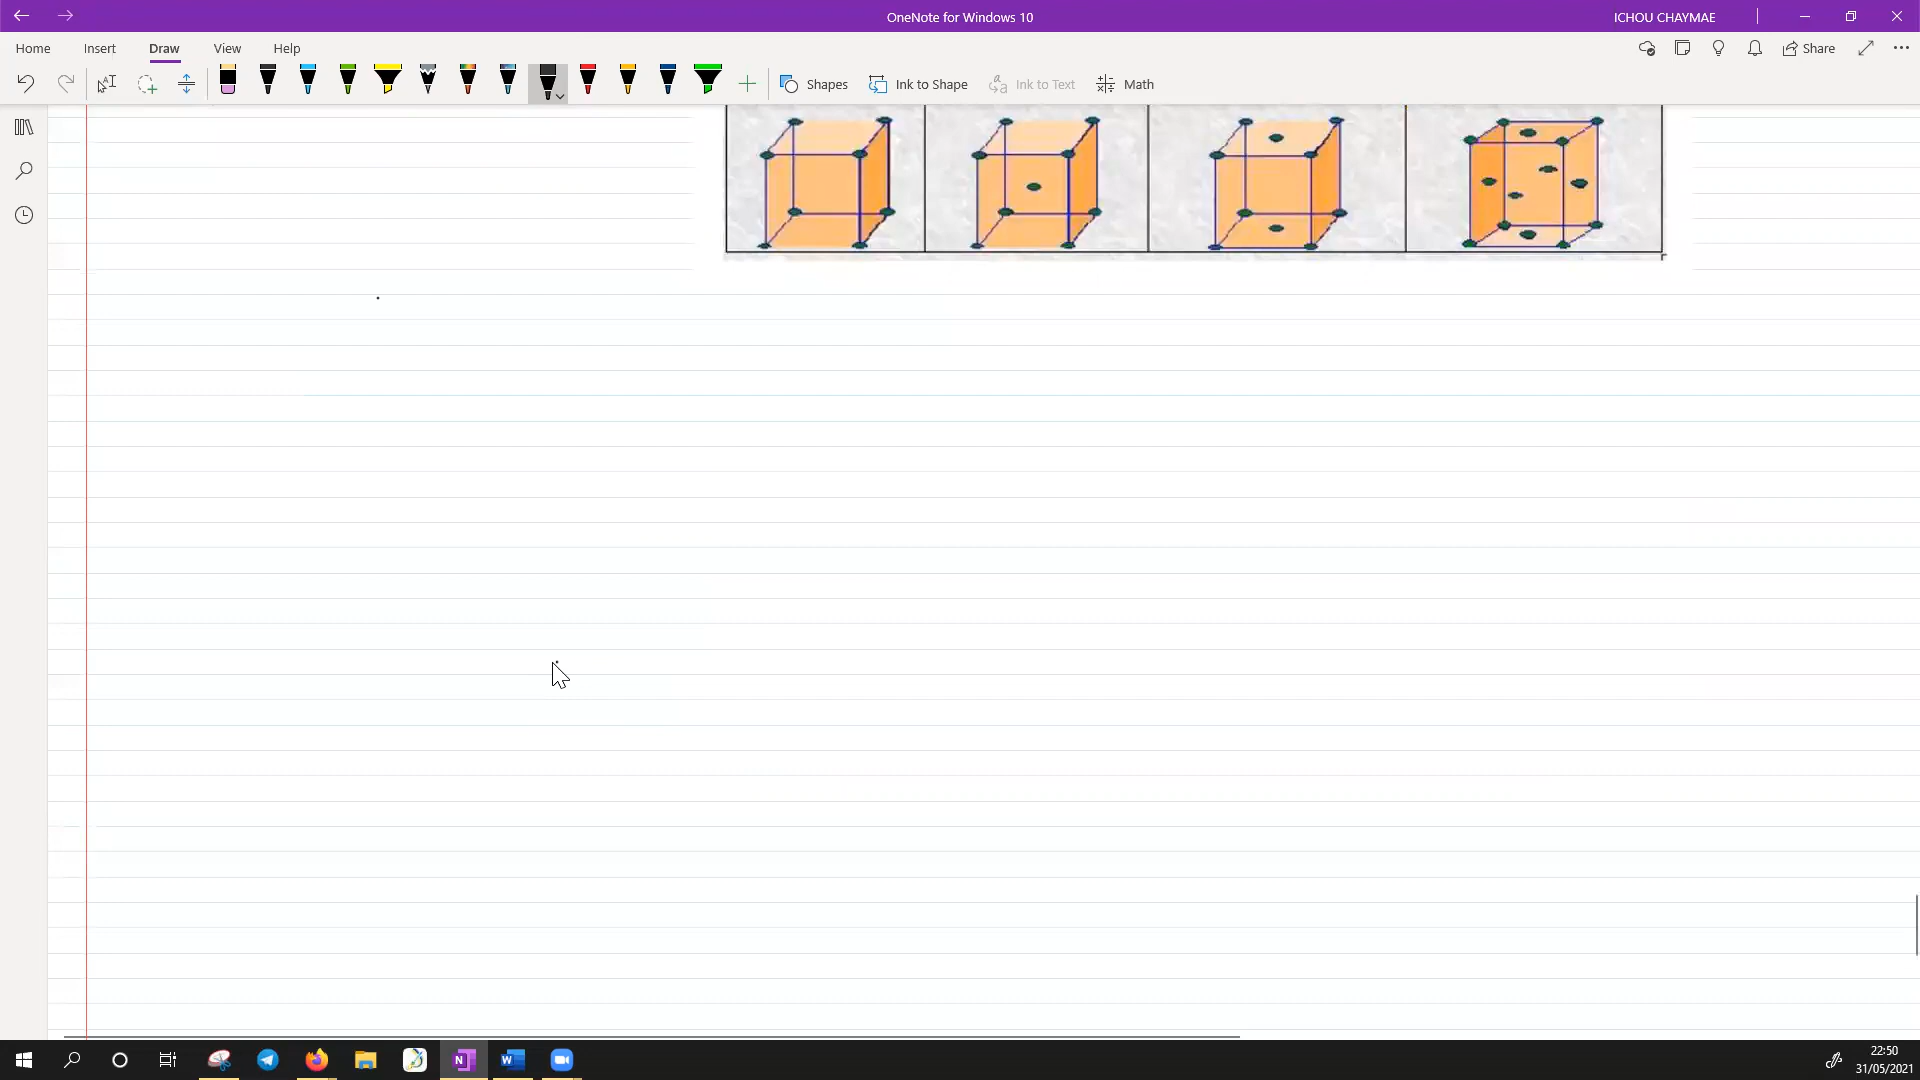 OneNote for Windows 10
ICHOU CHAYMAE
Home Insert Draw View Help
Share
Shapes
Ink to Shape
Ink to Text
Math
22:50
31/05/2021